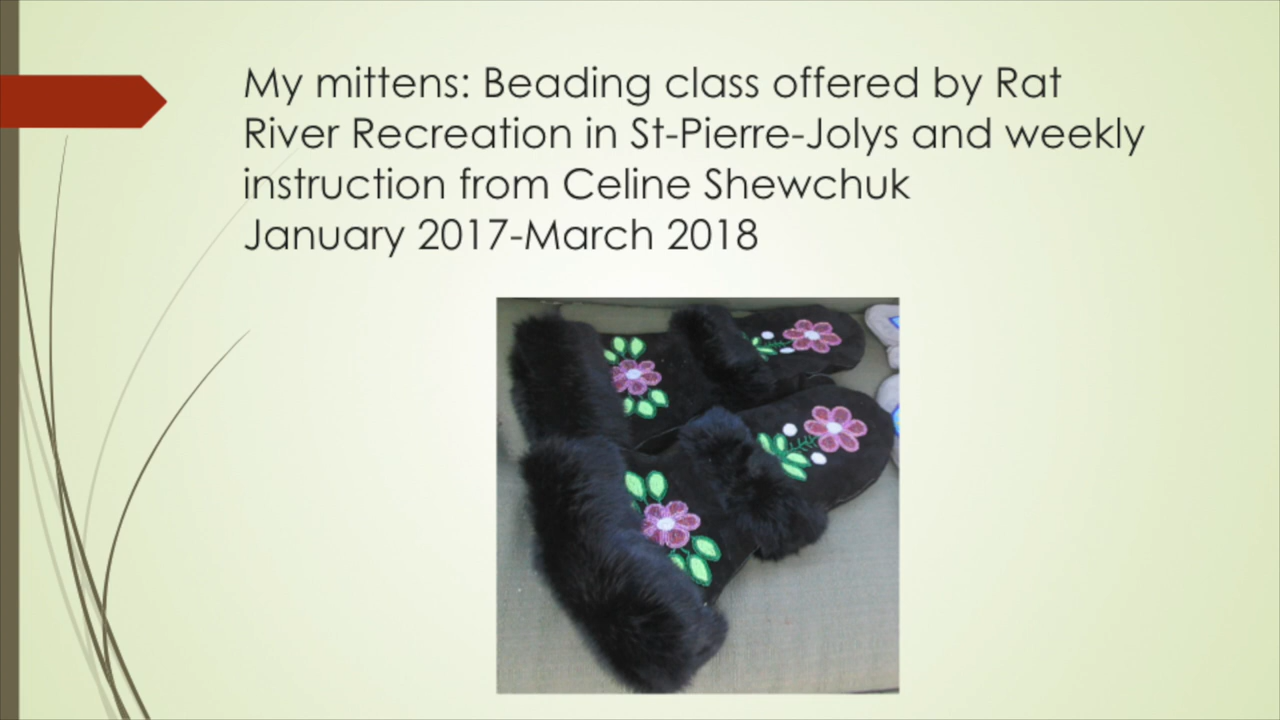 My mittens: Beading class offered by Rat
River Recreation in St-Pierre-Jolys and weekly
instruction from Celine Shewchuk
January 2017-March 2018